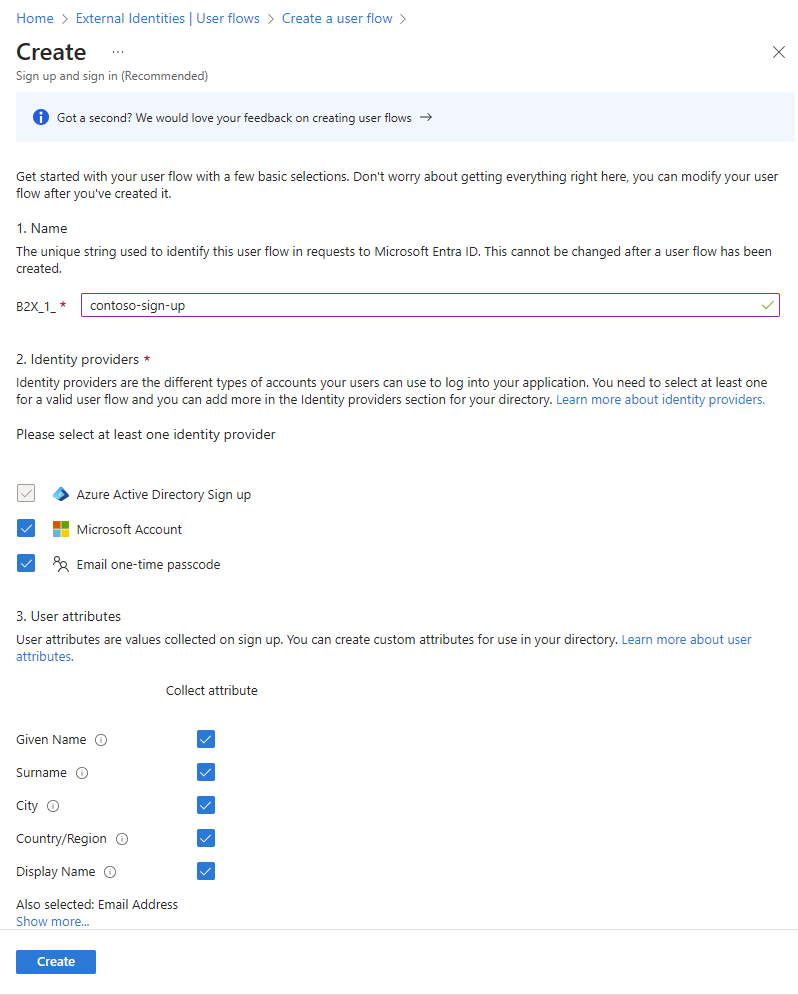 Home > External Identities | User flows > Create a user flow >
Create ...
Sign up and sign in (Recommended)
Got a second? We would love your feedback on creating user flows →
Get started with your user flow with a few basic selections. Don't worry about getting everything right here, you can modify your
flow after you've created it.
1. Name
The unique string used to identify this user flow in requests to Microsoft Entra ID. This cannot be changed after a user flow has been
created.
B2X_1_ * contoso-sign-up
2. Identity providers *
Identity providers are the different types of accounts your users can use to log into your application. You need to select at least one
for a valid user flow and you can add more in the Identity providers section for your directory. Learn more about identity providers.
Please select at least one identity provider
Azure Active Directory Sign up
Microsoft Account
Email one-time passcode
3. User attributes
User attributes are values collected on sign up. You can create custom attributes for use in your directory. Learn more about user
attributes.
Collect attribute
Given Name
Surname
City
Country/Region
Display Name
Also selected: Email Address
Show more...
Create